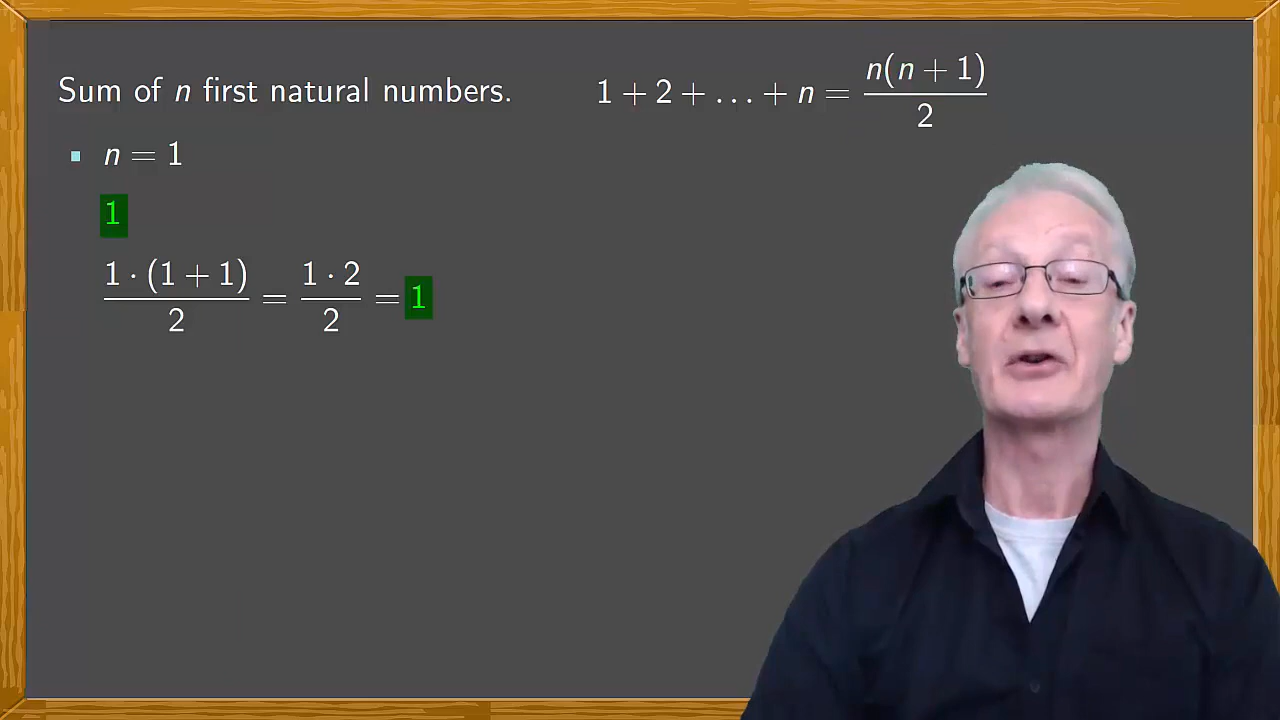 Sum of n first natural numbers. 1 + 2 + … + n = n(n + 1)/2
n = 1
1
1 · (1 + 1)/2 = 1 · 2/2 = 1